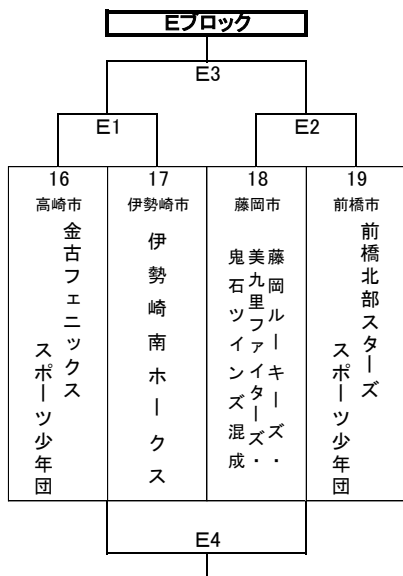 Eブロック
E3
E1
E2
16
高崎市
金古フェニックス
スポーツ少年団
17
伊勢崎市
伊勢崎南ホークス
18
藤岡市
藤岡ルーキーズ・
美九里ファイターズ・
鬼石ツインズ混成
19
前橋市
前橋北部スターズ
スポーツ少年団
E4